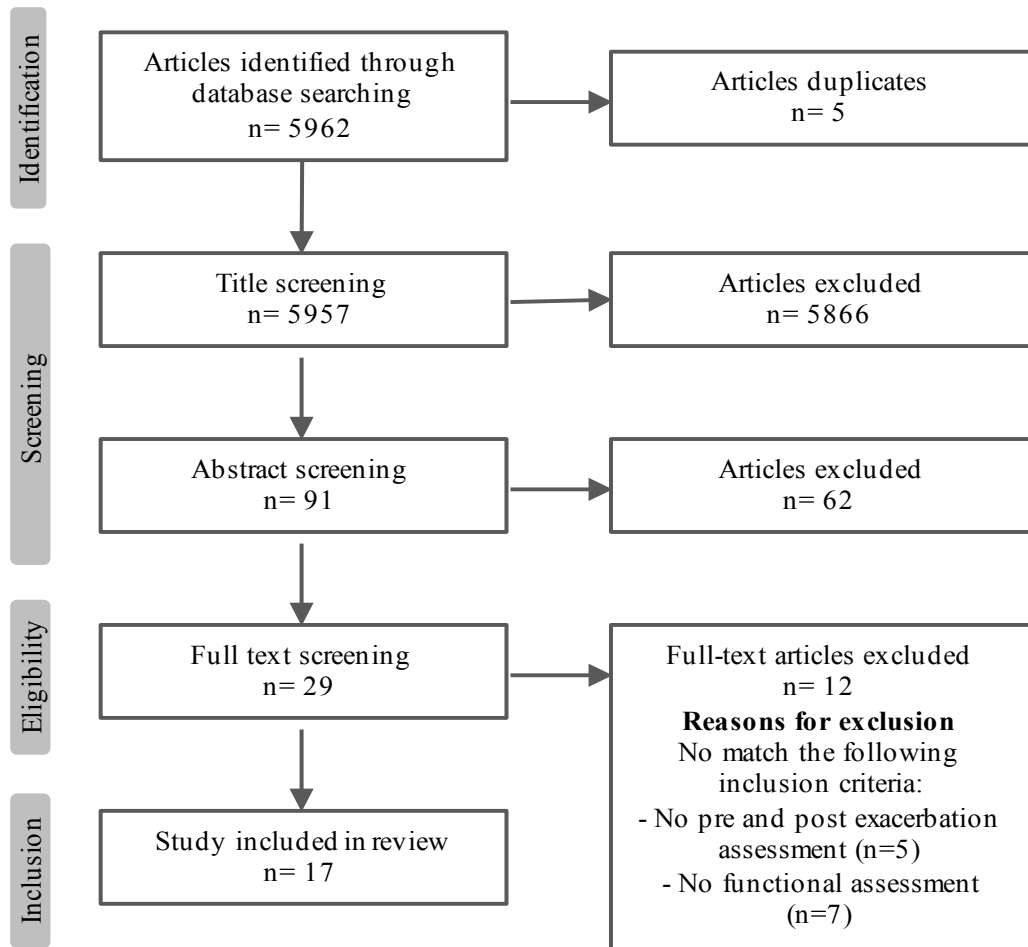 Identification
Articles identified through
database searching
n= 5962
Articles duplicates
n= 5
Screening
Title screening
n= 5957
Articles excluded
n= 5866
Abstract screening
n= 91
Articles excluded
n= 62
Eligibility
Full text screening
n= 29
Full-text articles excluded
n= 12
Reasons for exclusion
No match the following
inclusion criteria:
- No pre and post exacerbation
assessment (n=5)
- No functional assessment
(n=7)
Inclusion
Study included in review
n= 17